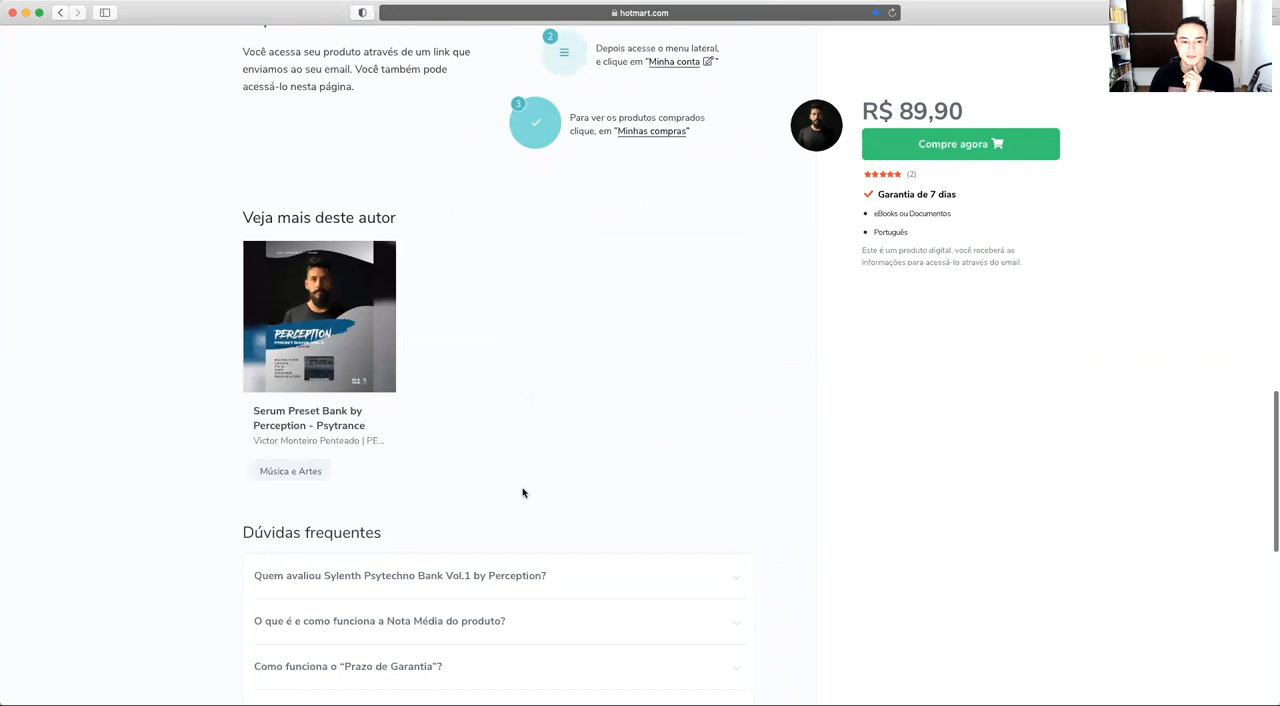 hotmart.com
Você acessa seu produto através de um link que
enviamos ao seu email. Você também pode
acessá-lo nesta página.
2
Depois acesse o menu lateral,
e clique em "Minha conta "
3
Para ver os produtos comprados
clique, em "Minhas compras"
R$ 89,90
Compre agora
(2)
Garantia de 7 dias
eBooks ou Documentos
Português
Este é um produto digital, você receberá as
informações para acessá-lo através do email.
Veja mais deste autor
PERCEPTION
Serum Preset Bank by
Perception - Psytrance
Victor Monteiro Penteado | PE...
Música e Artes
Dúvidas frequentes
Quem avaliou Sylenth Psytechno Bank Vol.1 by Perception?
O que é e como funciona a Nota Média do produto?
Como funciona o “Prazo de Garantia”?